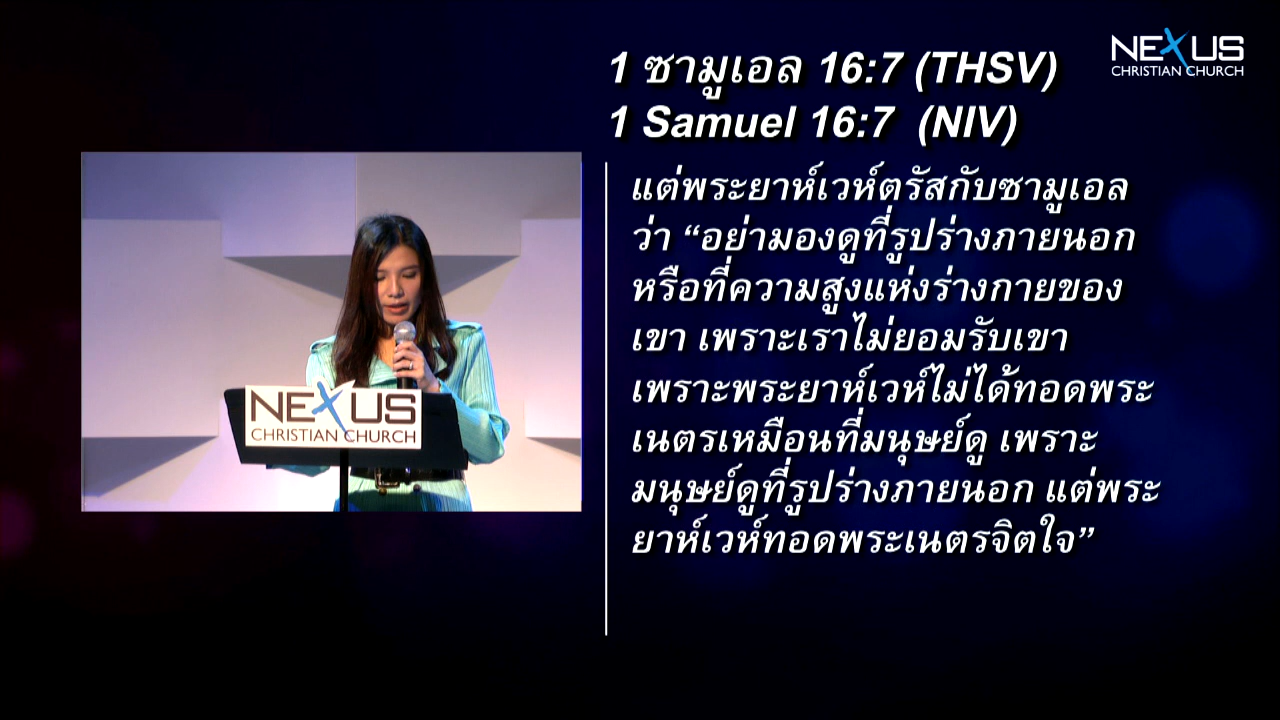 NEXUS
CHRISTIAN CHURCH
1 ซามูเอล 16:7 (THSV)
1 Samuel 16:7 (NIV)
แต่พระยาห์เวห์ตรัสกับซามูเอล
ว่า “อย่ามองดูที่รูปร่างภายนอก
หรือที่ความสูงแห่งร่างกายของ
เขา เพราะเราไม่ยอมรับเขา
เพราะพระยาห์เวห์ไม่ได้ทอดพระ
เนตรเหมือนที่มนุษย์ดู เพราะ
มนุษย์ดูที่รูปร่างภายนอก แต่พระ
ยาห์เวห์ทอดพระเนตรจิตใจ”
NEXUS
CHRISTIAN CHURCH